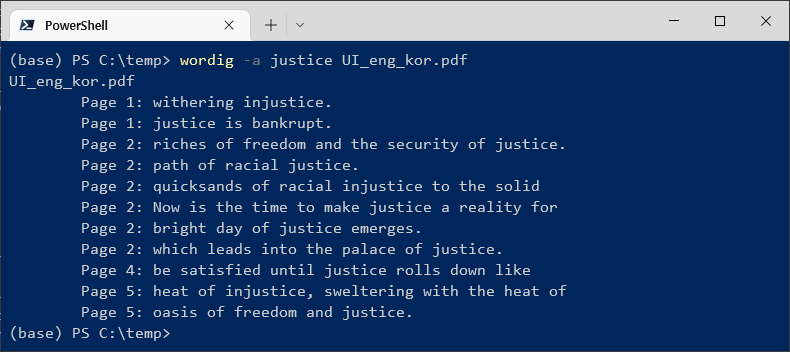 PowerShell
(base) PS C:\temp> wordig -a justice UI_eng_kor.pdf
UI_eng_kor.pdf
Page 1: withering injustice.
Page 1: justice is bankrupt.
Page 2: riches of freedom and the security of justice.
Page 2: path of racial justice.
Page 2: quicksands of racial injustice to the solid
Page 2: Now is the time to make justice a reality for
Page 2: bright day of justice emerges.
Page 2: which leads into the palace of justice.
Page 4: be satisfied until justice rolls down like
Page 5: heat of injustice, sweltering with the heat of
Page 5: oasis of freedom and justice.
(base) PS C:\temp>